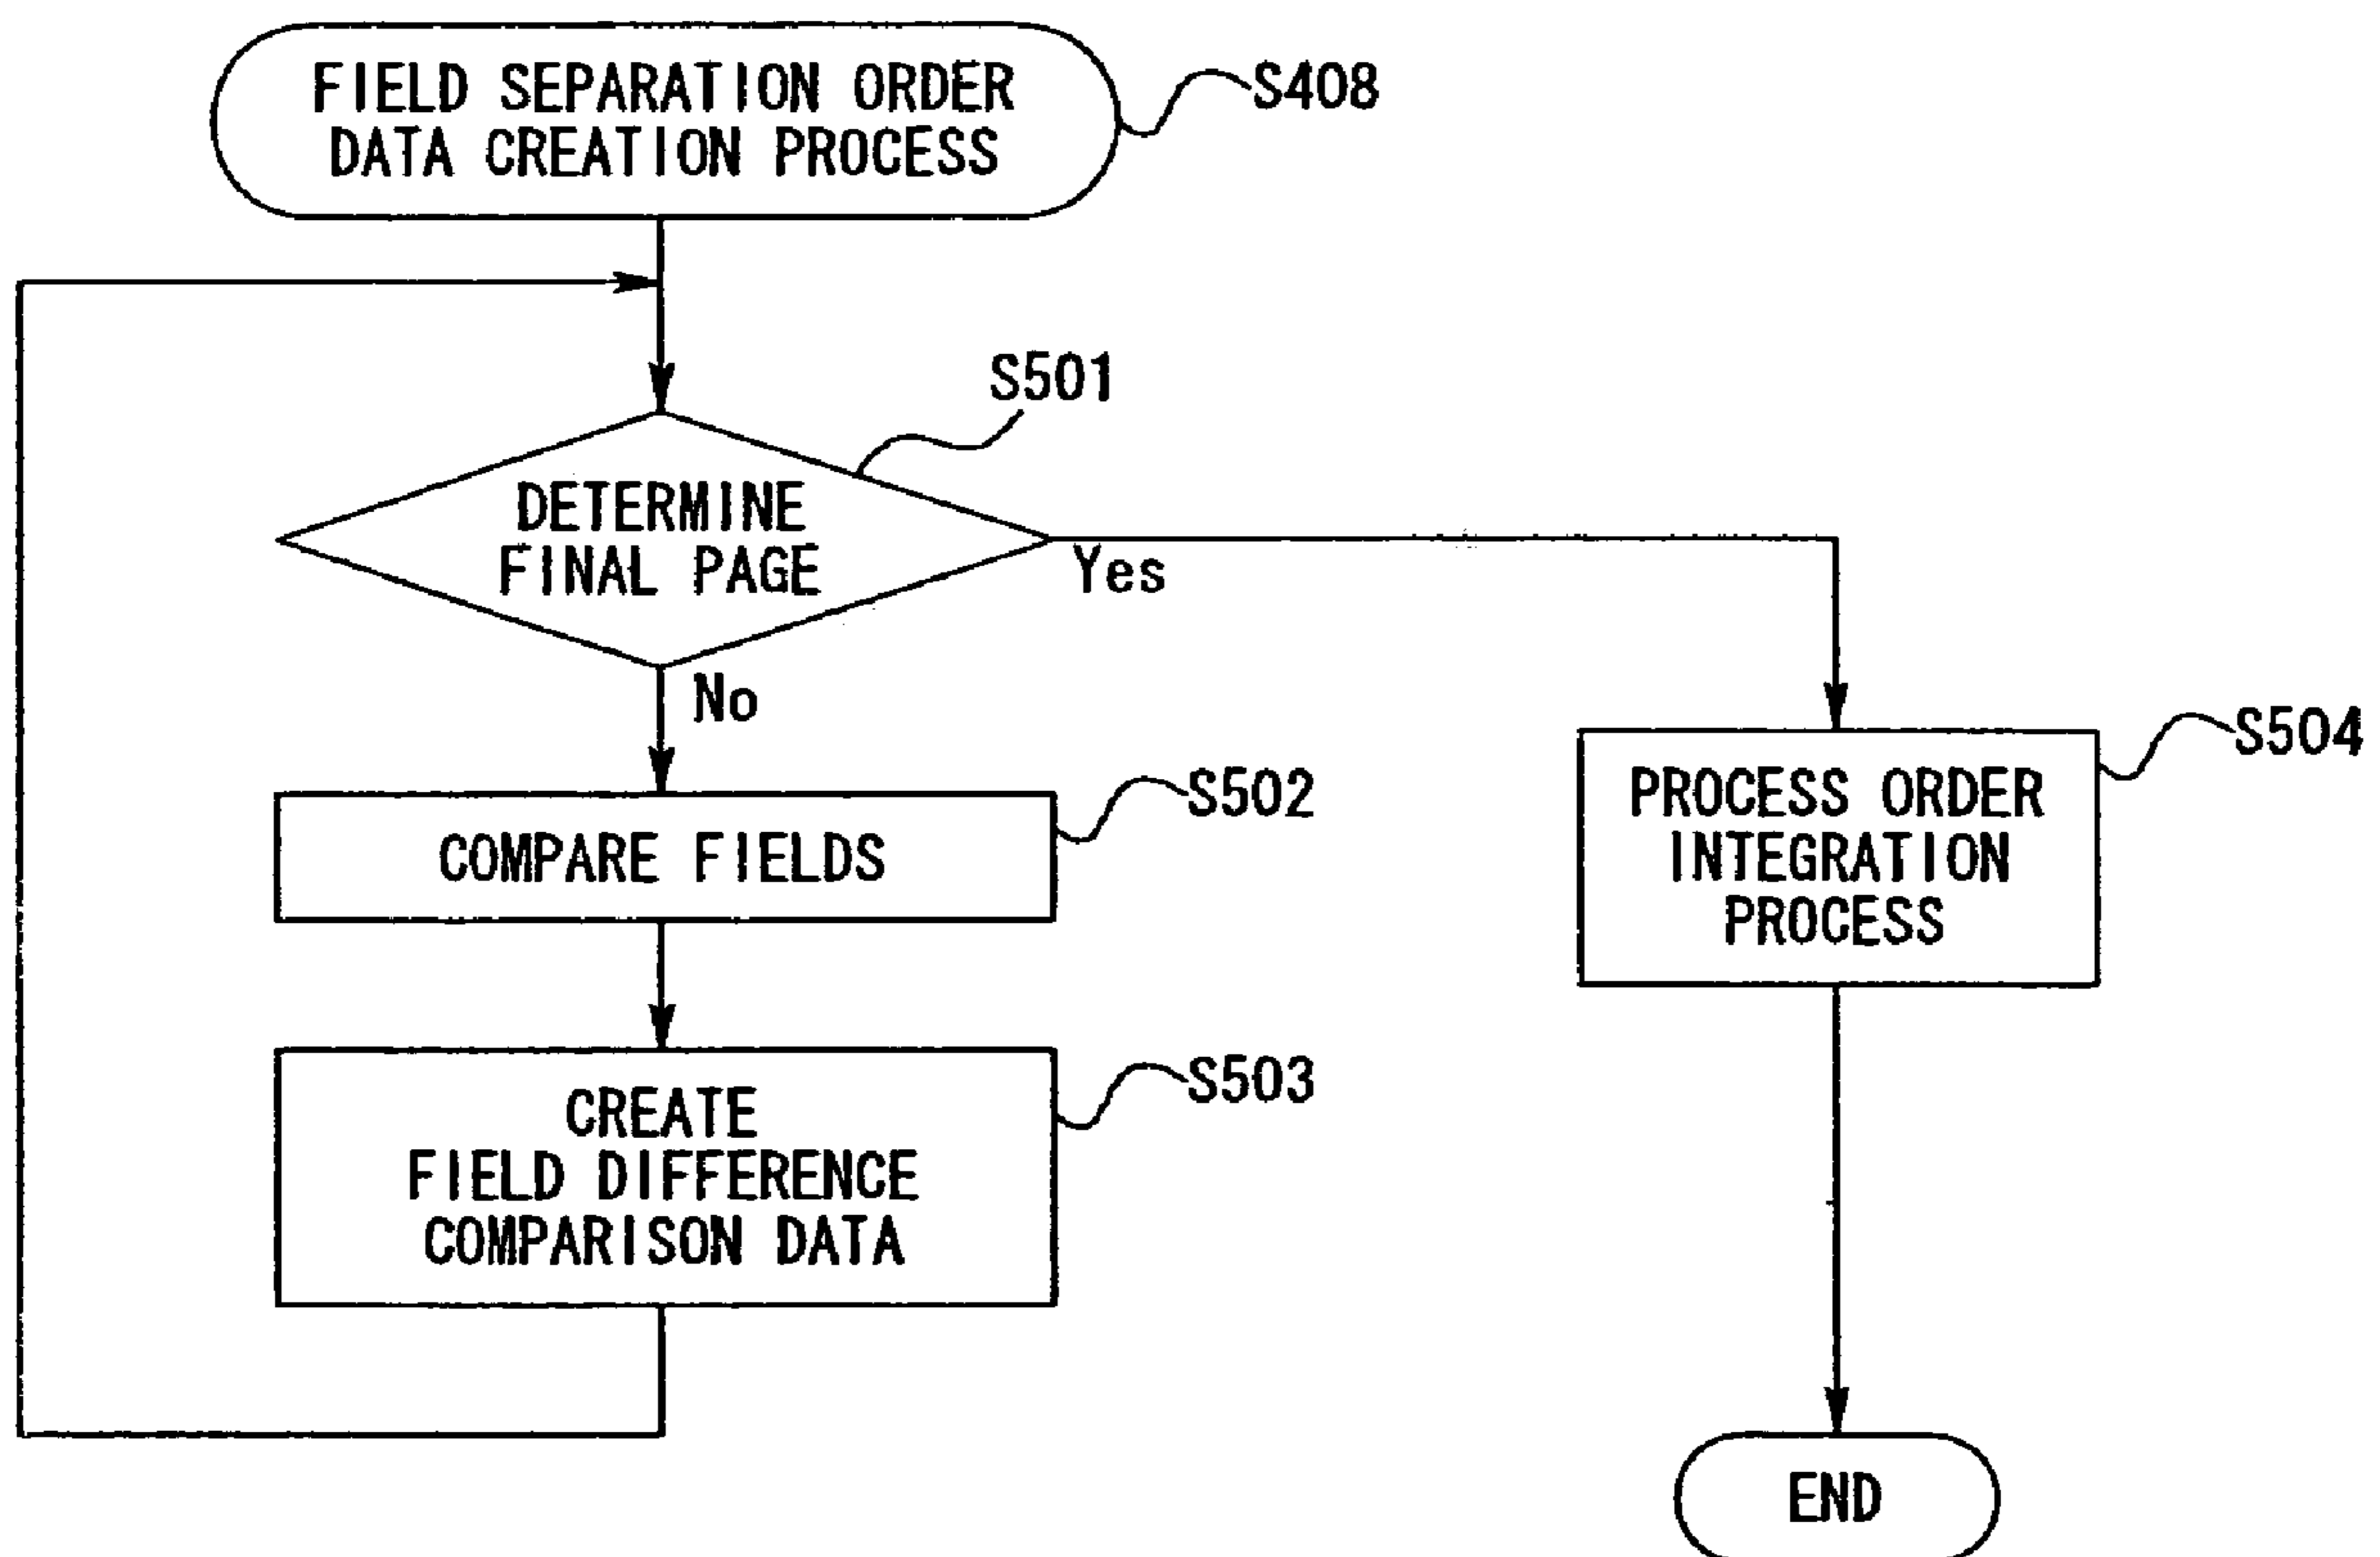 FIELD SEPARATION ORDER
DATA CREATION PROCESS
S408
S501
DETERMINE
FINAL PAGE
Yes
No
S502
COMPARE FIELDS
S503
CREATE
FIELD DIFFERENCE
COMPARISON DATA
S504
PROCESS ORDER
INTEGRATION
PROCESS
END